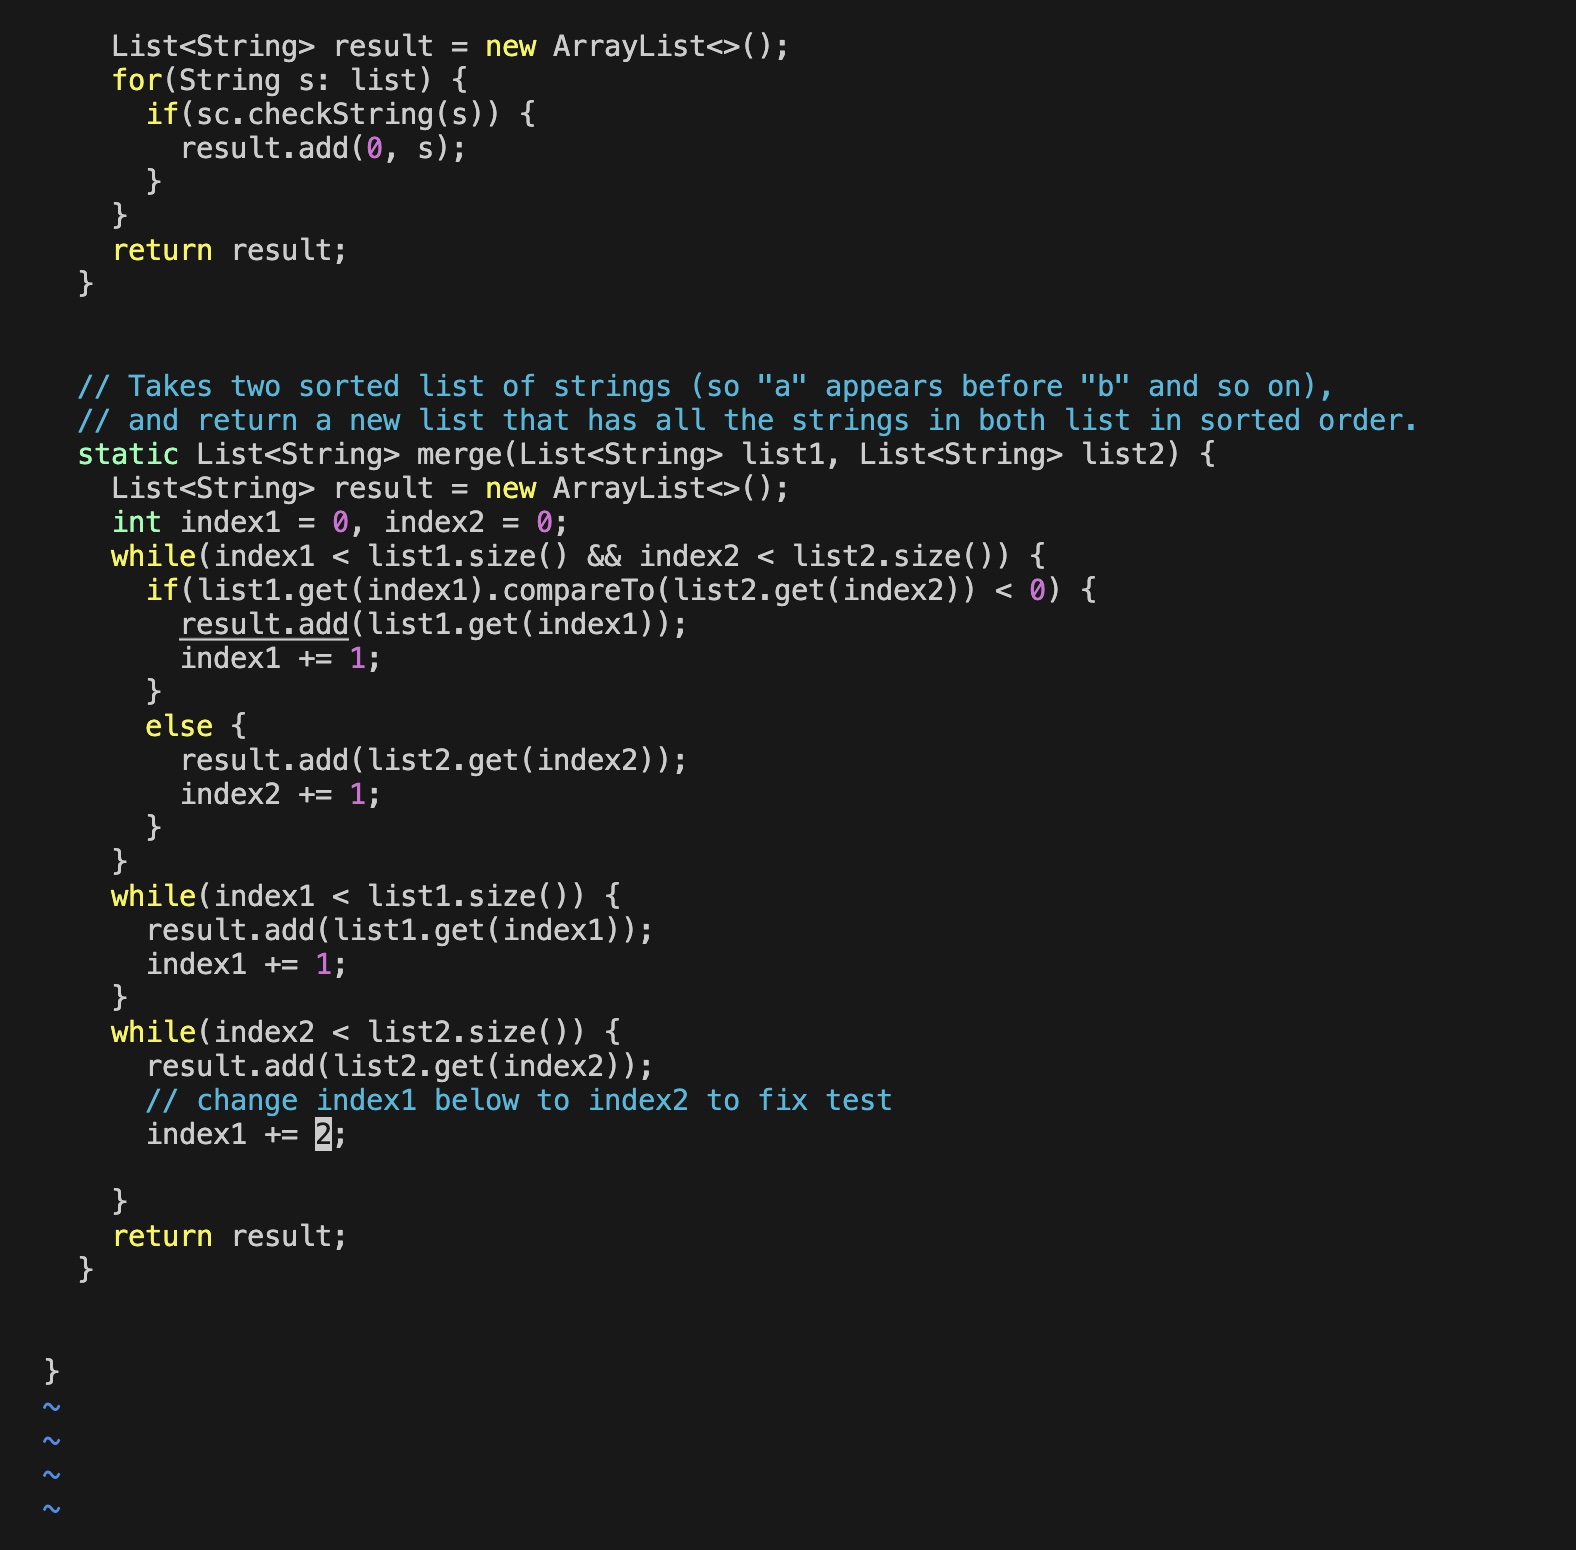 List<String> result = new ArrayList<>();
for(String s: list) {
if(sc.checkString(s)) {
result.add(0, s);
}
}
return result;
}
// Takes two sorted list of strings (so "a" appears before "b" and so on),
// and return a new list that has all the strings in both list in sorted order.
static List<String> merge(List<String> list1, List<String> list2) {
List<String> result = new ArrayList<>();
int index1 = 0, index2 = 0;
while(index1 < list1.size() && index2 < list2.size()) {
if(list1.get(index1).compareTo(list2.get(index2)) < 0) {
result.add(list1.get(index1));
index1 += 1;
}
else {
result.add(list2.get(index2));
index2 += 1;
}
}
while(index1 < list1.size()) {
result.add(list1.get(index1));
index1 += 1;
}
while(index2 < list2.size()) {
result.add(list2.get(index2));
// change index1 below to index2 to fix test
index1 += 2;
}
return result;
}
}
~
~
~
~